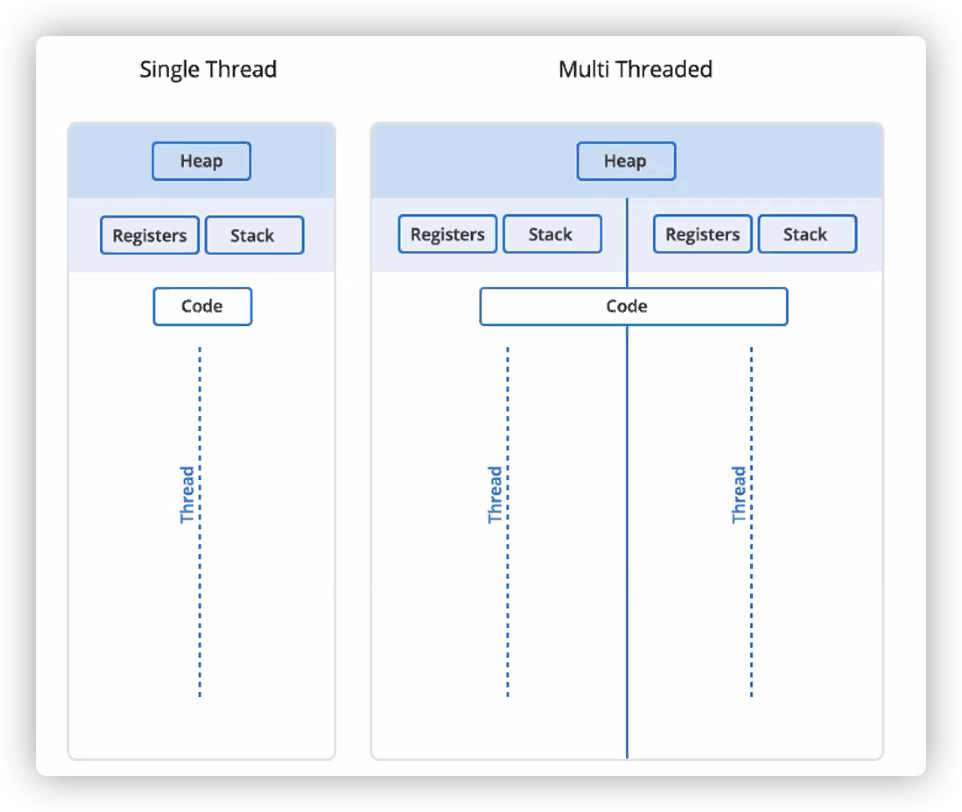 Single Thread
Multi Threaded
Heap
Registers
Stack
Code
Thread
Heap
Registers
Stack
Registers
Stack
Code
Thread
Thread